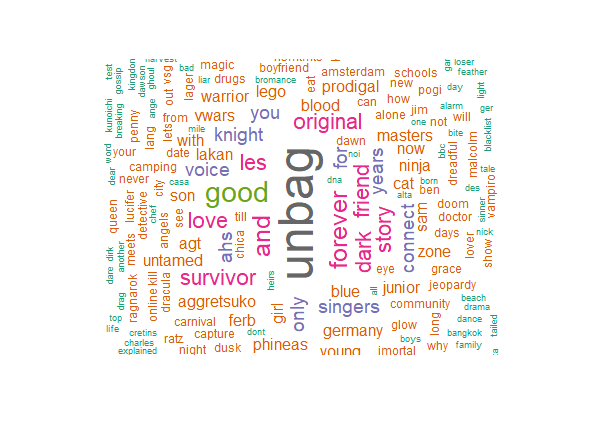 harvest
bad
magic
boyfriend
amsterdam
schools
loser
feather
test
gossip
kingdon
dawson
ghoul
out
vsg
lager
liar
drugs
bromance
eat
prodigal
new
pogi
day
gar
light
kunoichi
breaking
penny
ange
warrior
lego
blood
can
how
alarm
ger
from
vwars
you
original
alone
jim
one
not
will
blacklist
word
lang
lets
mile
with
knight
dawn
masters
bite
your
date
lakan
les
for
noi
now
bbc
dreadful
malcolm
dear
never
camping
casa
voice
unbag
years
ninja
tale
queen
lucifer
city
son
good
dna
friend
cat
born
ben
des
vampiro
detective
chef
see
love
till
and
forever
dark
story
alta
sam
doom
sinner
meets
angels
ahs
chica
connect
doctor
another
agt
days
nick
dirk
dare
untamed
zone
lover
show
ragnarok
online
kill
dracula
survivor
heirs
eye
grace
drag
aggretsuko
girl
only
blue
all
junior
jeopardy
singers
community
beach
drama
top
life
carnival
ferb
germany
glow
long
dance
tailed
cretins
charles
explained
ratz
capture
dont
boys
bangkok
night
dusk
phineas
young
imortal
why
family